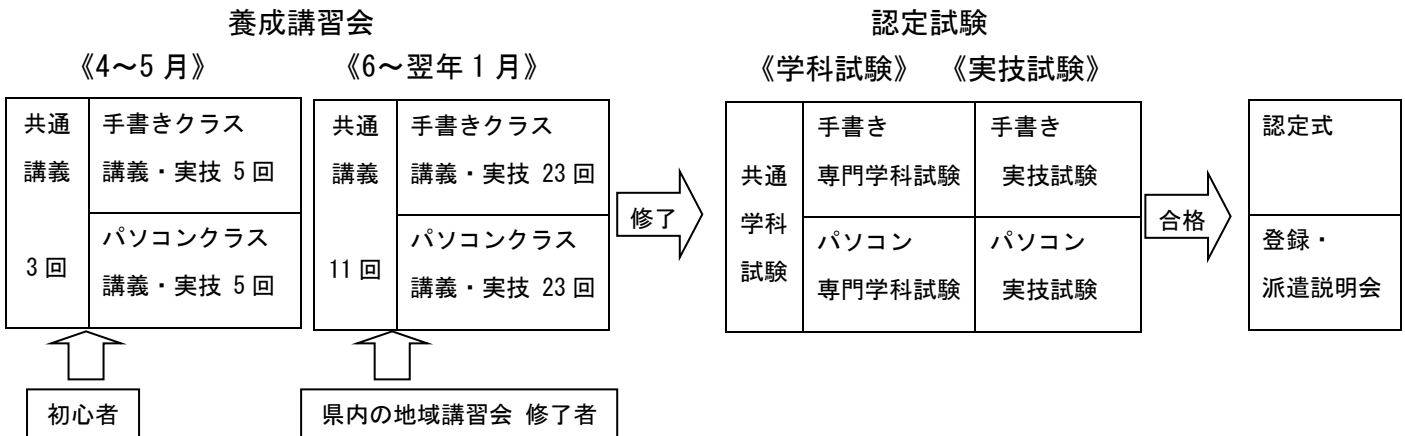 養成講習会
認定試験
《4～5月》
《6～翌年1月》
《学科試験》
《実技試験》
共通
講義
3回
手書きクラス
講義・実技 5回
パソコンクラス
講義・実技 5回
共通
講義
11回
手書きクラス
講義・実技 23回
パソコンクラス
講義・実技 23回
修了
共通
学科
試験
手書き
専門学科試験
パソコン
専門学科試験
手書き
実技試験
パソコン
実技試験
合格
認定式
登録・
派遣説明会
初心者
県内の地域講習会 修了者